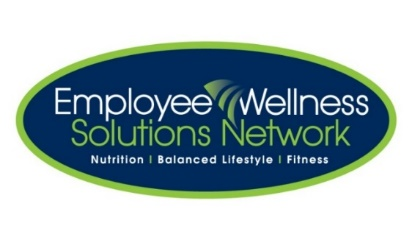 Employee Wellness
Solutions Network
Nutrition | Balanced Lifestyle | Fitness